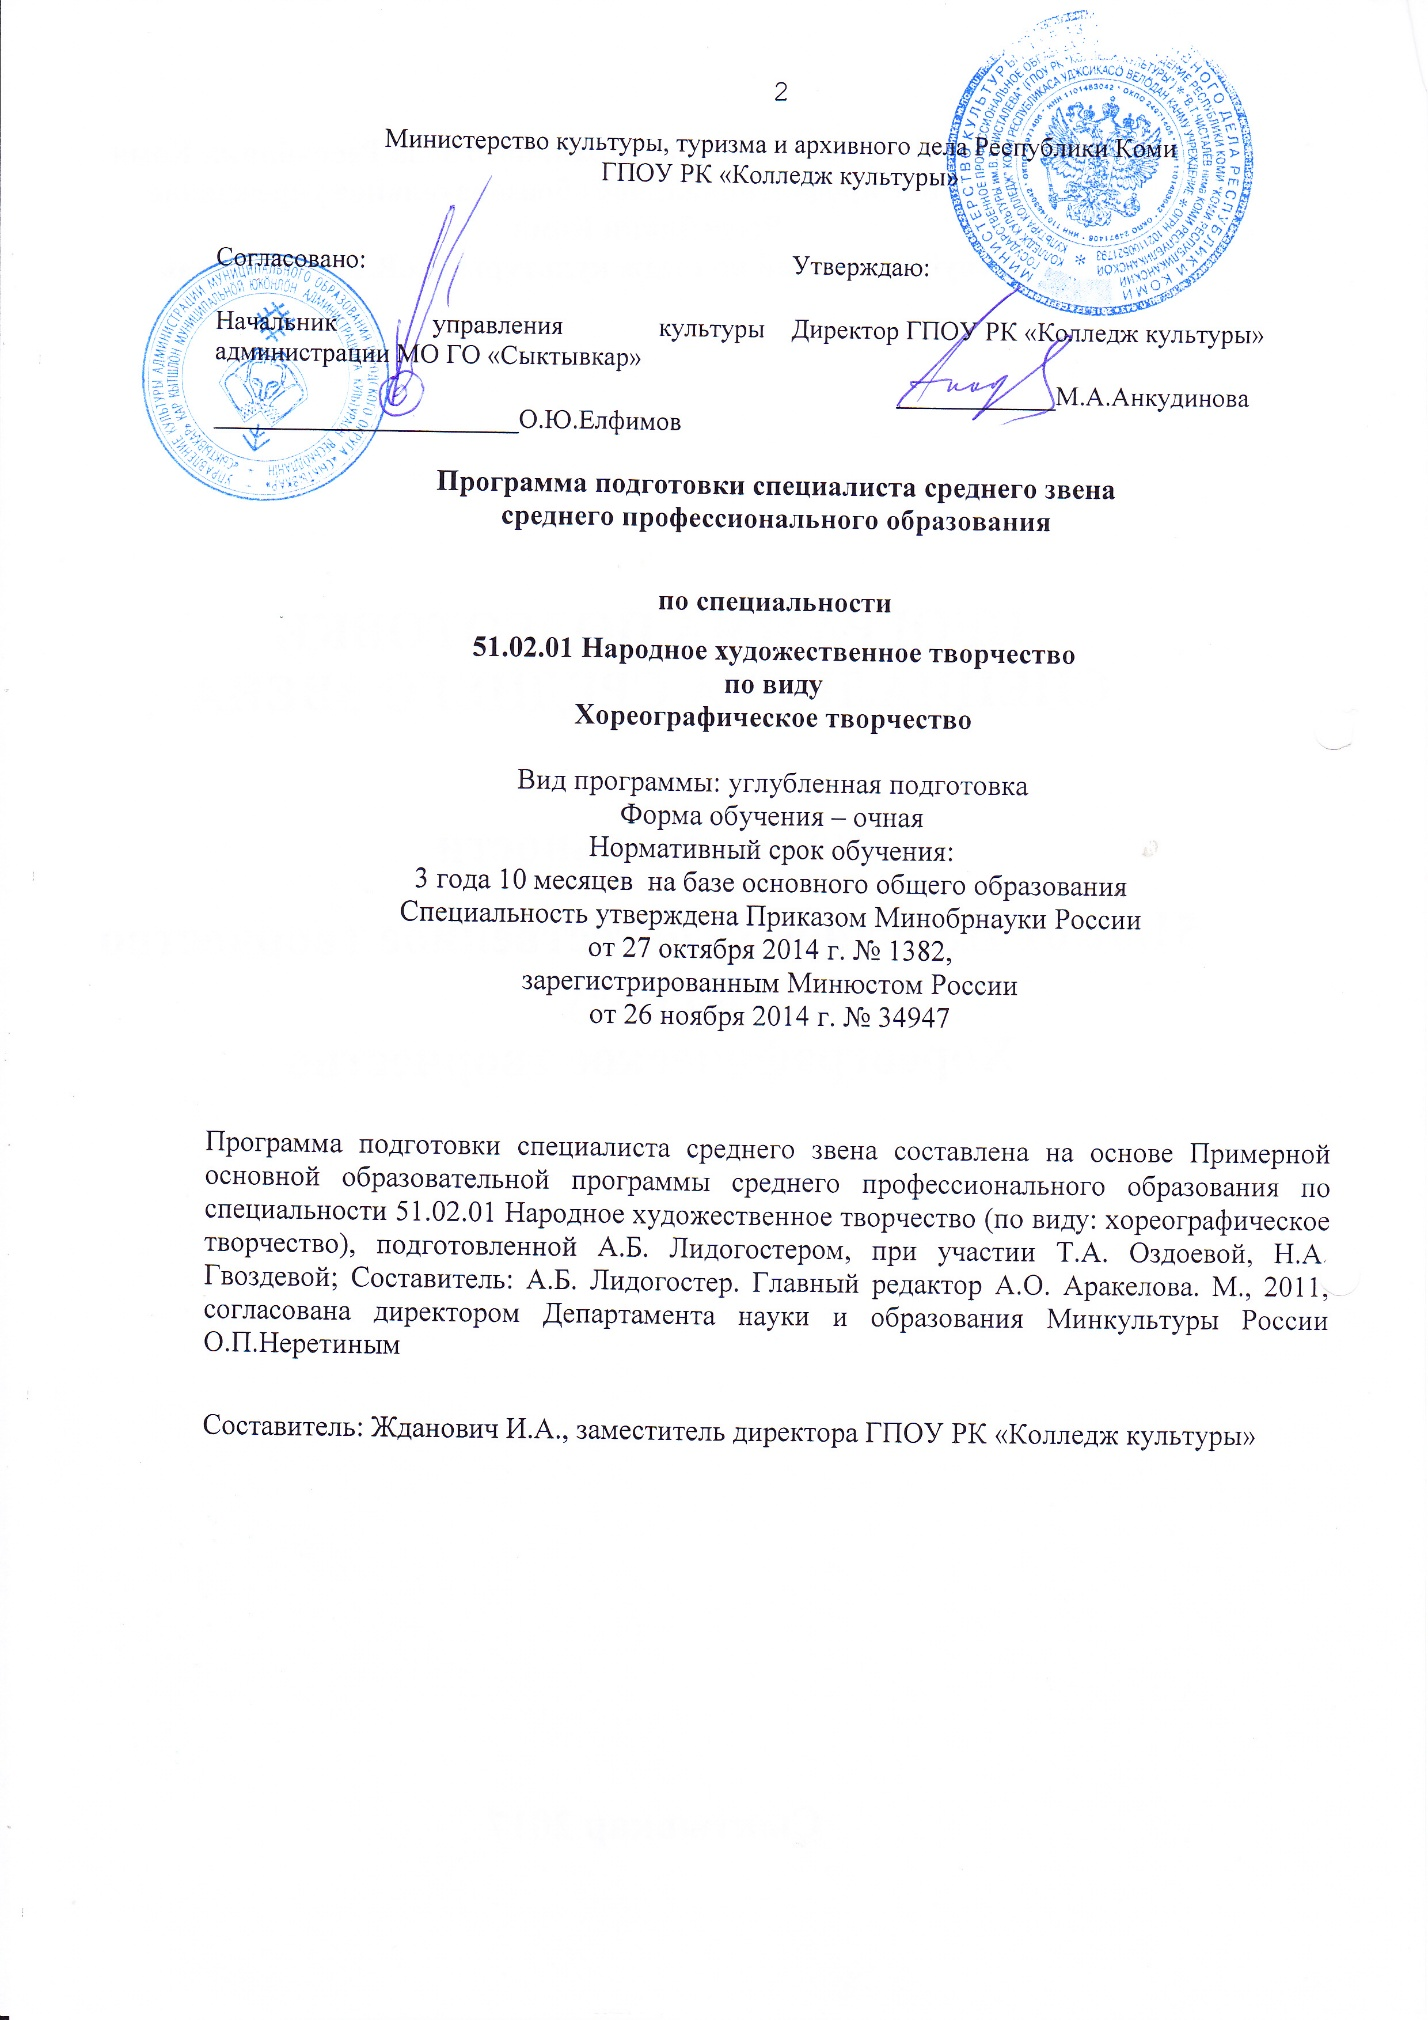 2
Министерство культуры, туризма и архивного дела Республики Коми
ГПОУ РК «Колледж культуры»
Согласовано:
Начальник управления культуры
администрации МО ГО «Сыктывкар»
О.Ю.Елфимов
Утверждаю:
Директор ГПОУ РК «Колледж культуры»
М.А.Анкудинова
Программа подготовки специалиста среднего звена
среднего профессионального образования
по специальности
51.02.01 Народное художественное творчество
по виду
Хореографическое творчество
Вид программы: углубленная подготовка
Форма обучения – очная
Нормативный срок обучения:
3 года 10 месяцев на базе основного общего образования
Специальность утверждена Приказом Минобрнауки России
от 27 октября 2014 г. № 1382,
зарегистрированным Минюстом России
от 26 ноября 2014 г. № 34947
Программа подготовки специалиста среднего звена составлена на основе Примерной
основной образовательной программы среднего профессионального образования по
специальности 51.02.01 Народное художественное творчество (по виду: хореографическое
творчество), подготовленной А.Б. Лидогостером, при участии Т.А. Оздоевой, Н.А.
Гвоздевой; Составитель: А.Б. Лидогостер. Главный редактор А.О. Аракелова. М., 2011,
согласована директором Департамента науки и образования Минкультуры России
О.П.Неретиным
Составитель: Жданович И.А., заместитель директора ГПОУ РК «Колледж культуры»